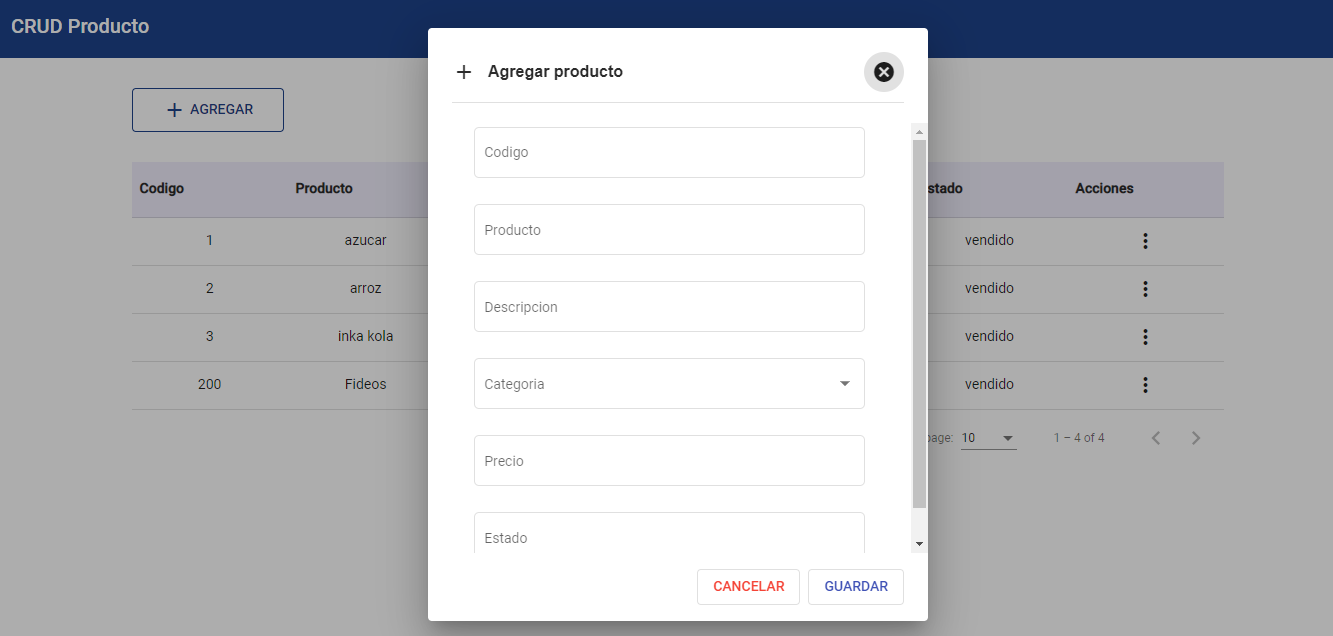 CRUD Producto
Agregar producto
AGREGAR
Codigo
Producto
Descripcion
Categoria
Precio
Estado
CANCELAR
GUARDAR
Codigo Producto stado Acciones
1 azucar vendido
2 arroz vendido
3 inka kola vendido
200 Fideos vendido
page: 10 1 – 4 of 4